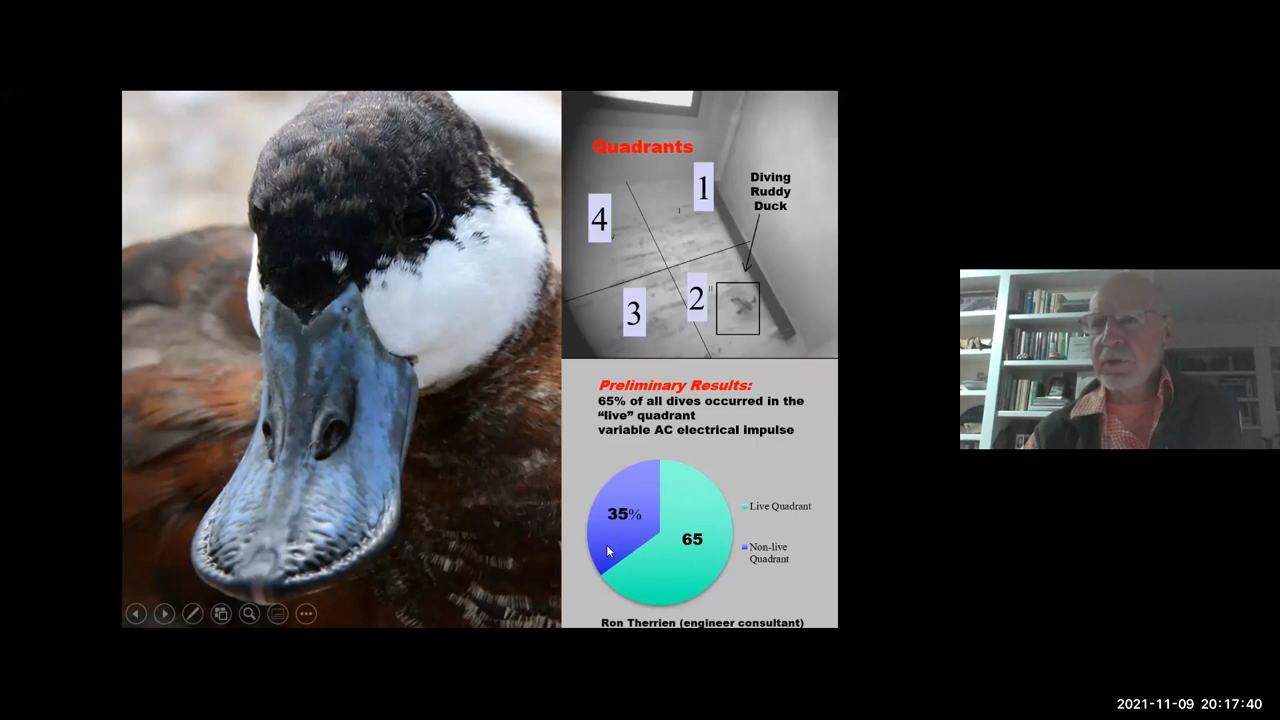 Quadrants
1
Diving
Ruddy
Duck
4
2
3
Preliminary Results:
65% of all dives occurred in the
“live” quadrant
variable AC electrical impulse
35%
65
Live Quadrant
Non-live
Quadrant
Ron Therrien (engineer consultant)
2021-11-09 20:17:40